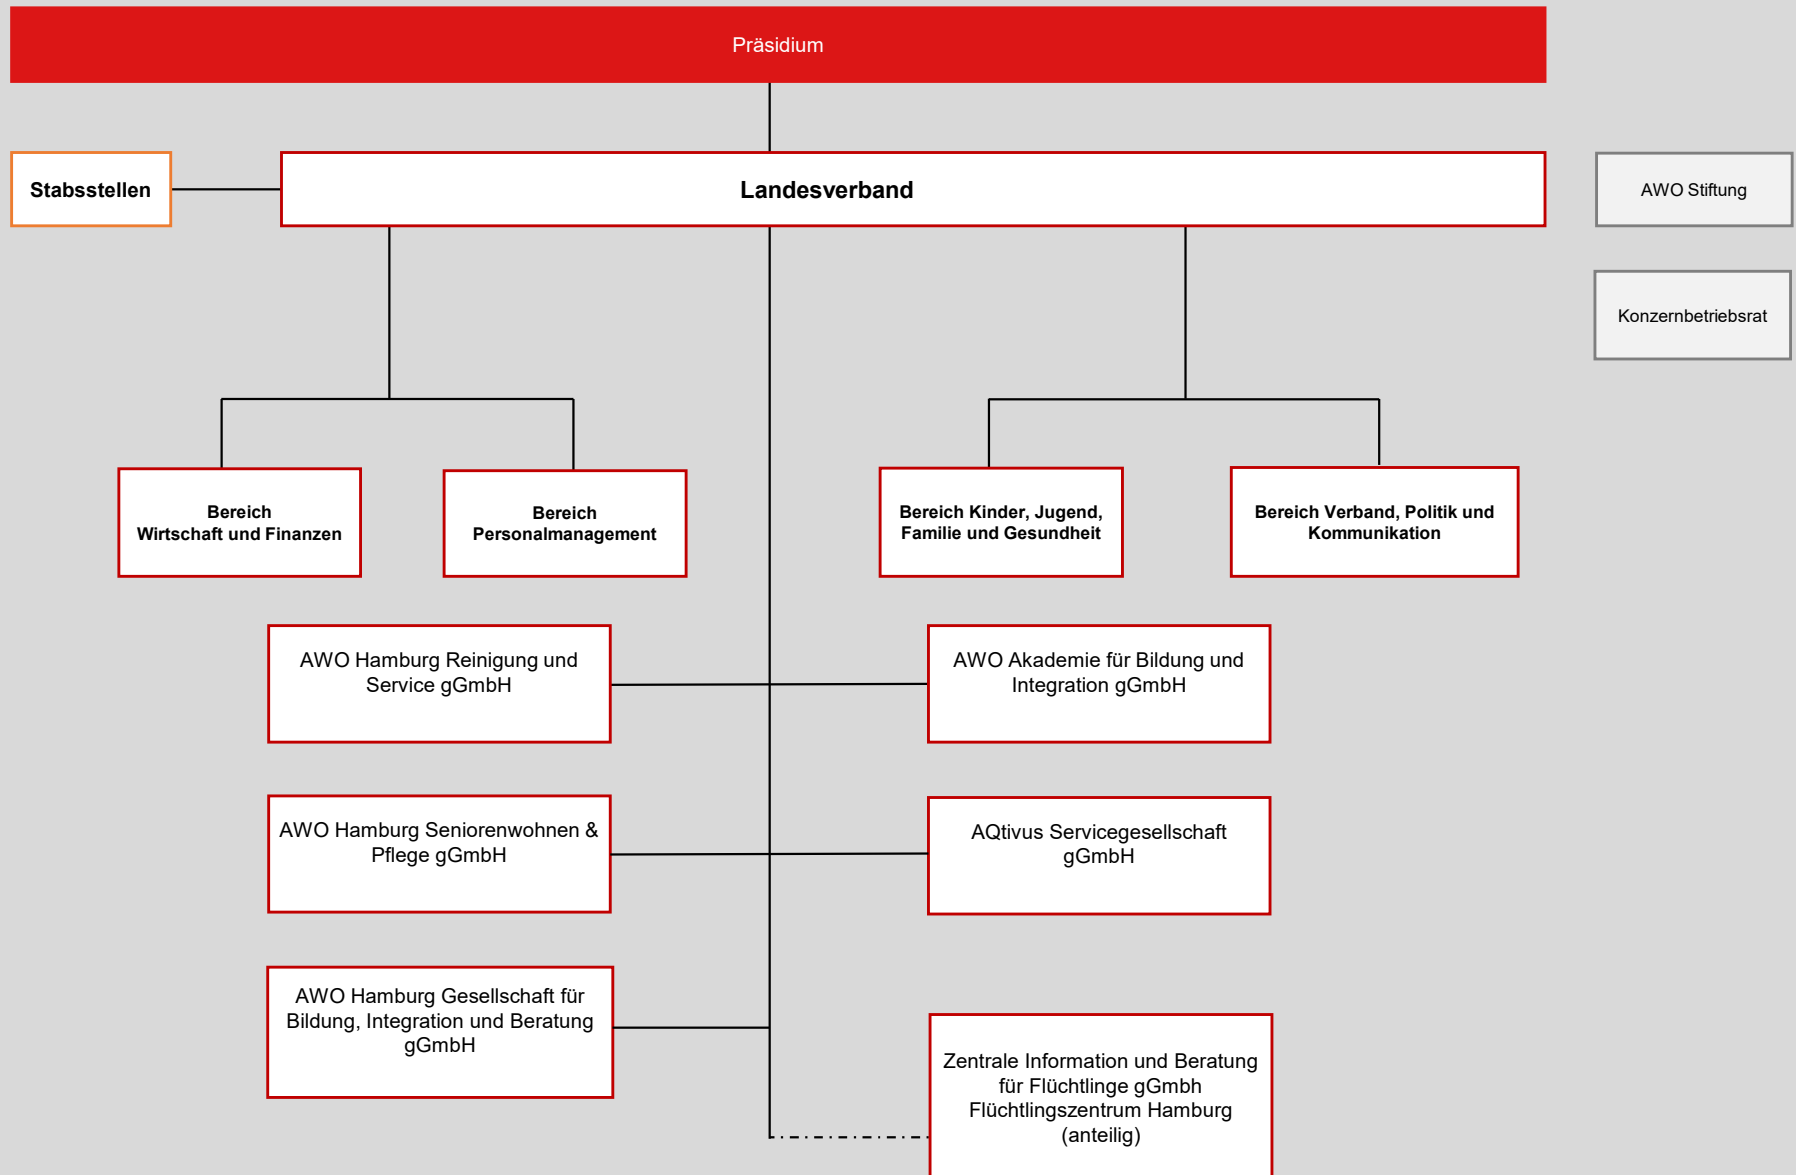 Präsidium
Stabsstellen
Landesverband
AWO Stiftung
Konzernbetriebsrat
Bereich
Wirtschaft und Finanzen
Bereich
Personalmanagement
Bereich Kinder, Jugend,
Familie und Gesundheit
Bereich Verband, Politik und
Kommunikation
AWO Hamburg Reinigung und
Service gGmbH
AWO Akademie für Bildung und
Integration gGmbH
AWO Hamburg Seniorenwohnen &
Pflege gGmbH
AQtivus Servicegesellschaft
gGmbH
AWO Hamburg Gesellschaft für
Bildung, Integration und Beratung
gGmbH
Zentrale Information und Beratung
für Flüchtlinge gGmbh
Flüchtlingszentrum Hamburg
(anteilig)